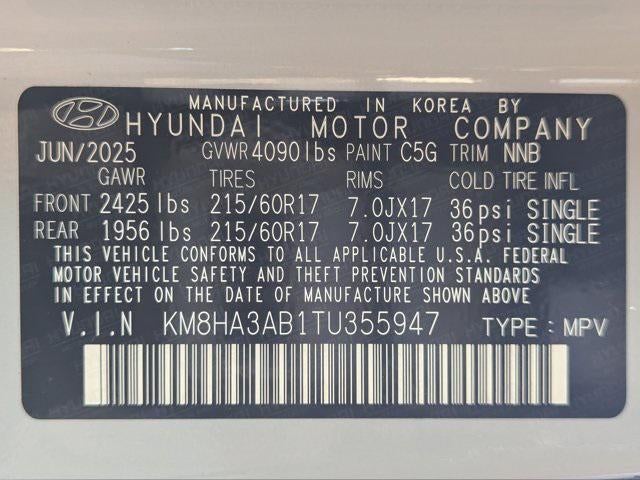 MANUFACTURED IN KOREA BY
HYUNDAI MOTOR COMPANY
JUN/2025 GVWR 4090 lbs PAINT C5G TRIM NNB
GAWR TIRES RIMS COLD TIRE INFL
FRONT 2425 lbs 215/60R17 7.0JX17 36 psi SINGLE
REAR 1956 lbs 215/60R17 7.0JX17 36 psi SINGLE
THIS VEHICLE CONFORMS TO ALL APPLICABLE U.S.A. FEDERAL
MOTOR VEHICLE SAFETY AND THEFT PREVENTION STANDARDS
IN EFFECT ON THE DATE OF MANUFACTURE SHOWN ABOVE.
V.I.N KM8HA3AB1TU355947 TYPE : MPV